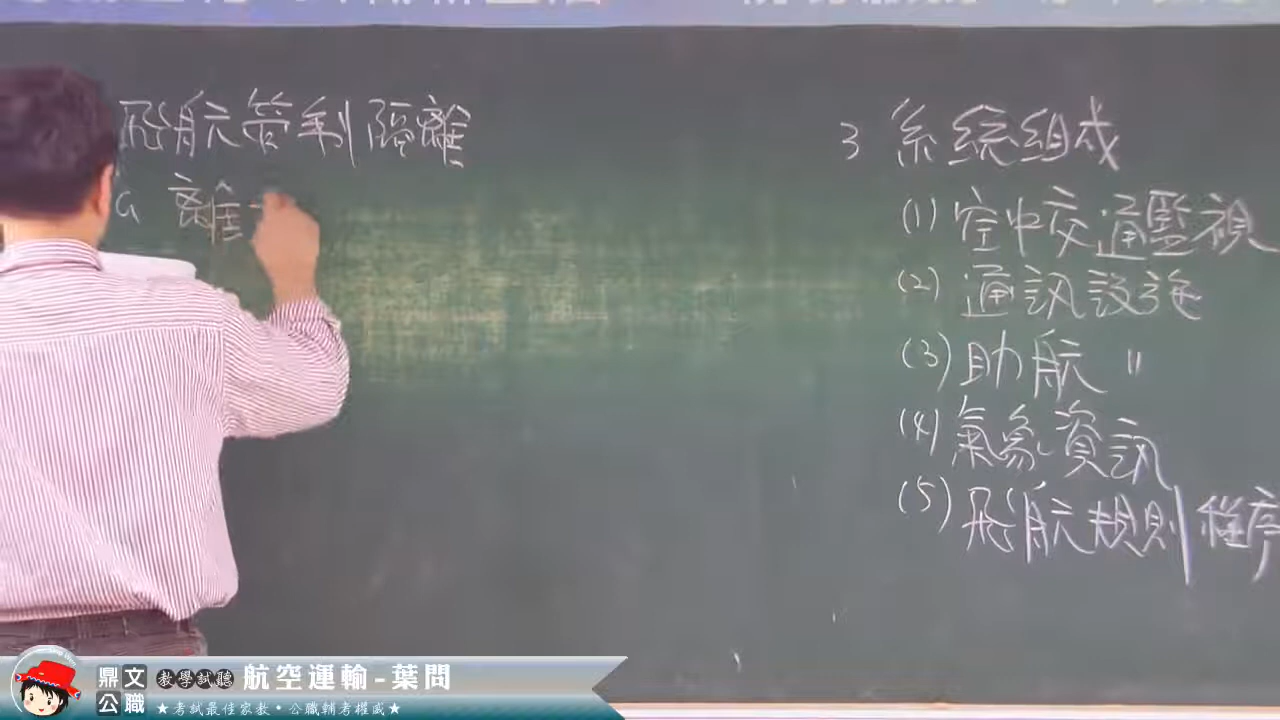 飛航管制隔離
a 離
3 系統組成
(1) 空中交通監視
(2) 通訊設施
(3) 助航 〃
(4) 氣象資訊
(5) 飛航規則程序
鼎文公職 教學試聽 航空運輸-葉問
★考試最佳家教·公職輔考權威★